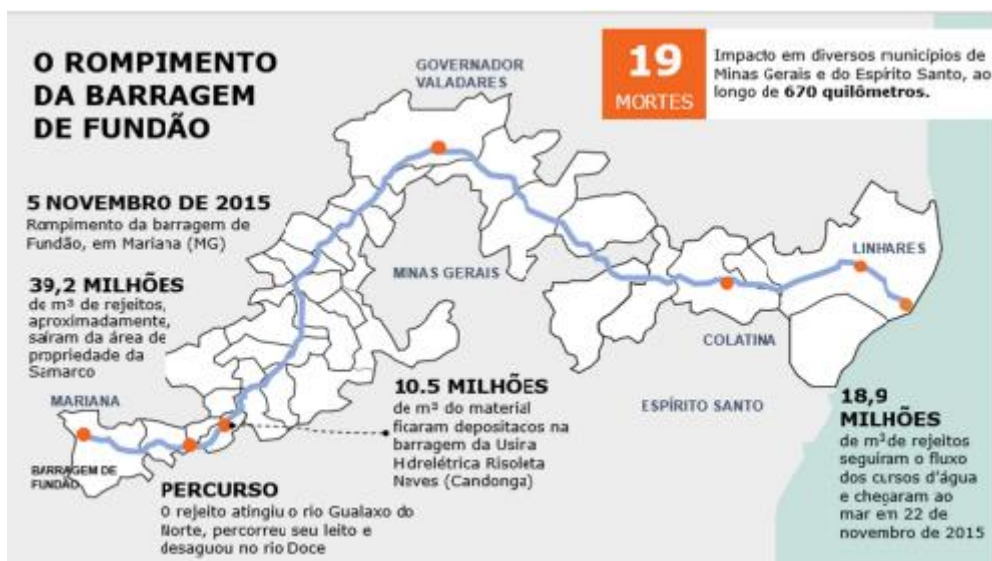 O ROMPIMENTO
DA BARRAGEM
DE FUNDÃO
GOVERNADOR
VALADARES
19
MORTES
Impacto em diversos municípios de
Minas Gerais e do Espírito Santo, ao
longo de 670 quilômetros.
5 NOVEMBRO DE 2015
Rompimento da barragem de
Fundão, em Mariana (MG)
39,2 MILHÕES
de m³ de rejeitos,
aproximadamente,
saíram da área de
propriedade da
Samarco
MINAS GERAIS
LINHARES
COLATINA
ESPÍRITO SANTO
MARIANA
BARRAGEM DE
FUNDÃO
10.5 MILHÕES
de m³ do material
ficaram depositacos na
barragem da Usira
Hidrelétrica Risoleta
Neves (Candonga)
PERCURSO
O rejeito atingiu o rio Gualaxo do
Norte, percorreu seu leito e
desaguou no rio Doce
18,9
MILHÕES
de m³ de rejeitos
seguiram o fluxo
dos cursos d'água
e chegaram ao
mar em 22 de
novembro de 2015